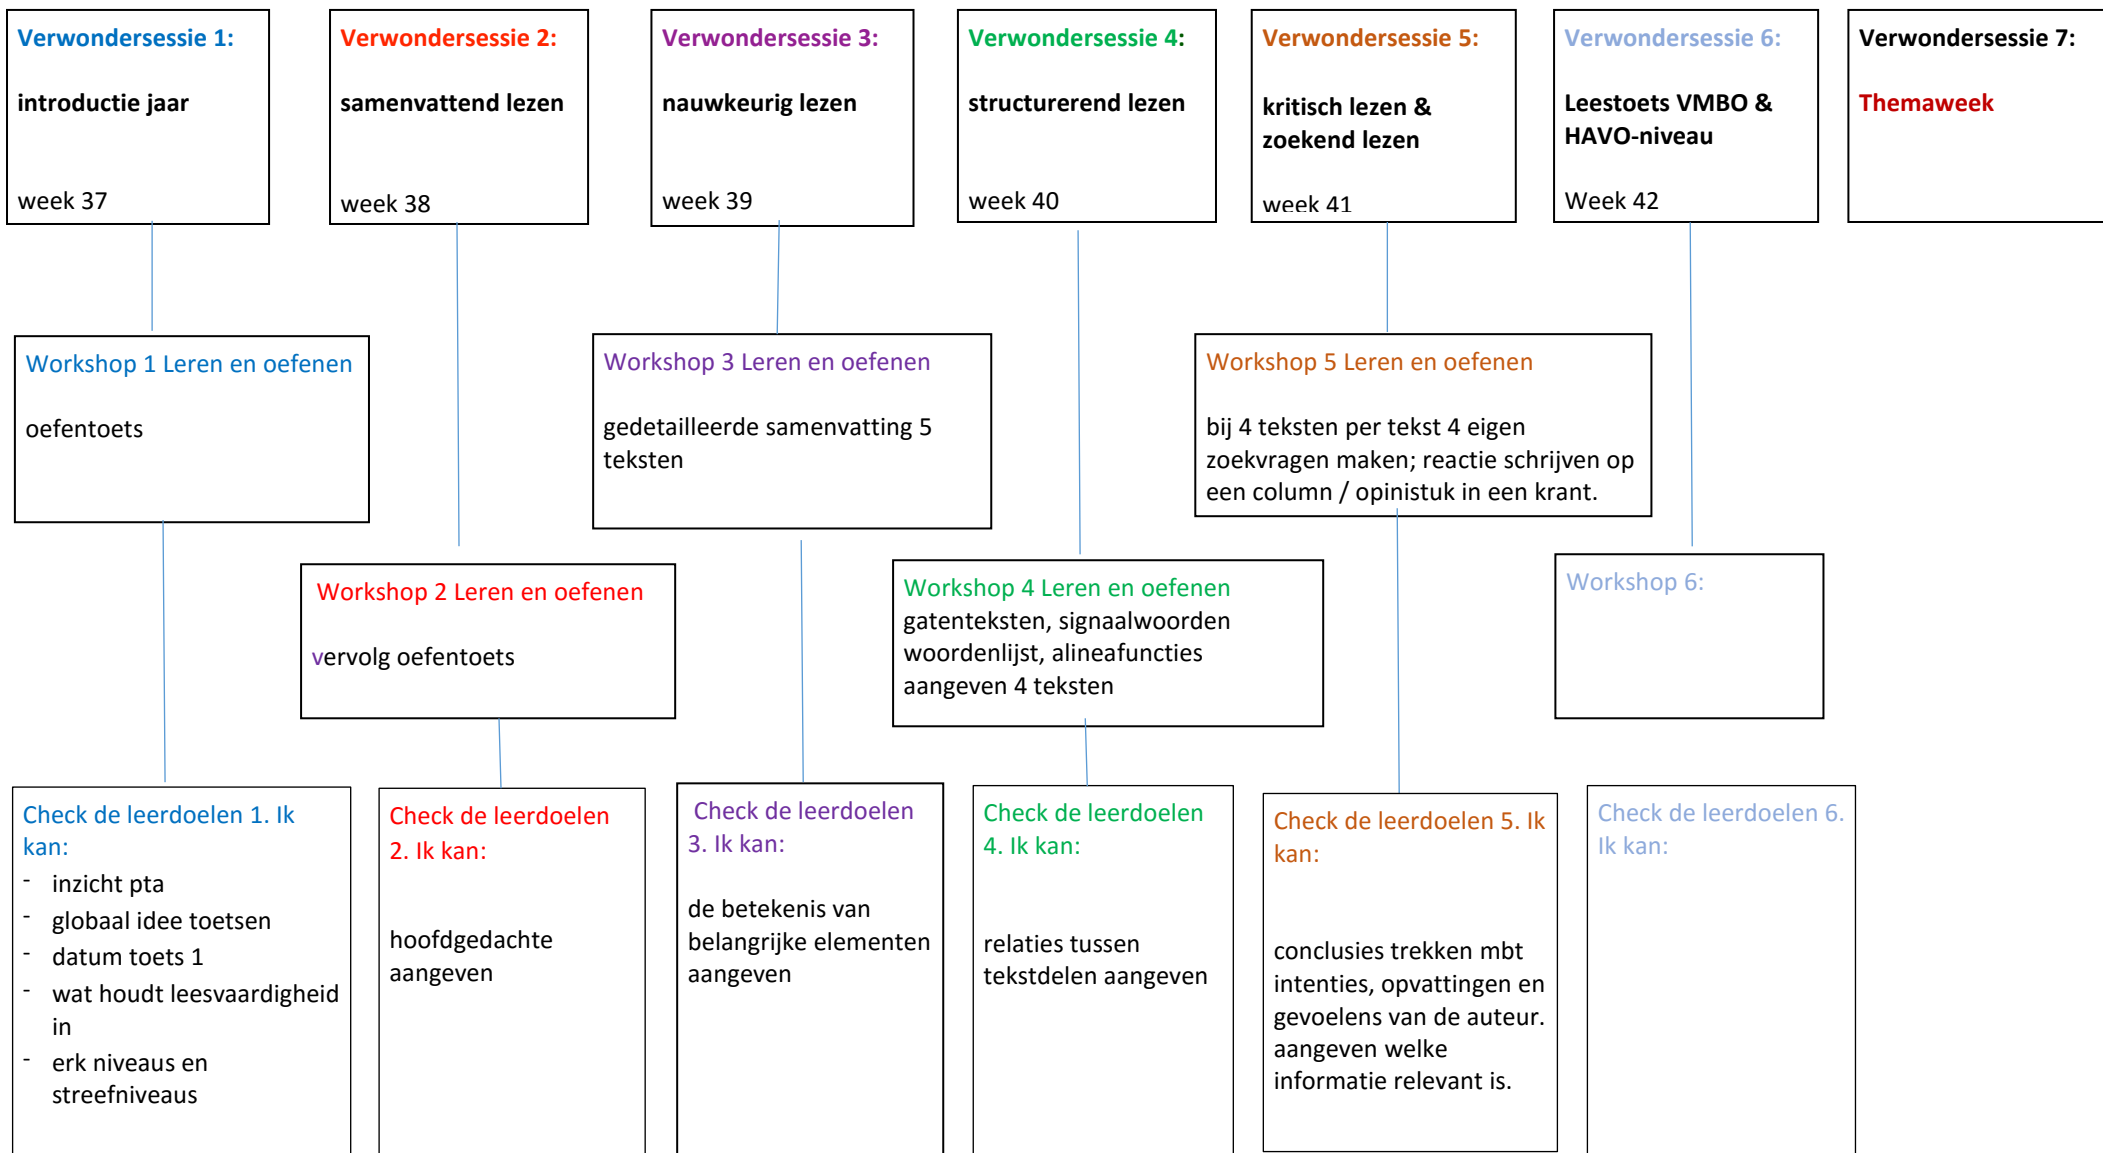 Verwondersessie 1:
introductie jaar
week 37
Verwondersessie 2:
samenvattend lezen
week 38
Verwondersessie 3:
nauwkeurig lezen
week 39
Verwondersessie 4:
structurerend lezen
week 40
Verwondersessie 5:
kritisch lezen &
zoekend lezen
week 41
Verwondersessie 6:
Leestoets VMBO &
HAVO-niveau
Week 42
Verwondersessie 7:
Themaweek
Workshop 1 Leren en oefenen
oefentoets
Workshop 3 Leren en oefenen
gedetailleerde samenvatting 5
teksten
Workshop 5 Leren en oefenen
bij 4 teksten per tekst 4 eigen
zoekvragen maken; reactie schrijven op
een column / opinistuk in een krant.
Workshop 2 Leren en oefenen
vervolg oefentoets
Workshop 4 Leren en oefenen
gatenteksten, signaalwoorden
woordenlijst, alineafuncties
aangeven 4 teksten
Workshop 6:
Check de leerdoelen 1. Ik
kan:
- inzicht pta
- globaal idee toetsen
- datum toets 1
- wat houdt leesvaardigheid
in
- erk niveaus en
streefniveaus
Check de leerdoelen
2. Ik kan:
hoofdgedachte
aangeven
Check de leerdoelen
3. Ik kan:
de betekenis van
belangrijke elementen
aangeven
Check de leerdoelen
4. Ik kan:
relaties tussen
tekstdelen aangeven
Check de leerdoelen 5. Ik
kan:
conclusies trekken mbt
intenties, opvattingen en
gevoelens van de auteur.
aangeven welke
informatie relevant is.
Check de leerdoelen 6.
Ik kan: